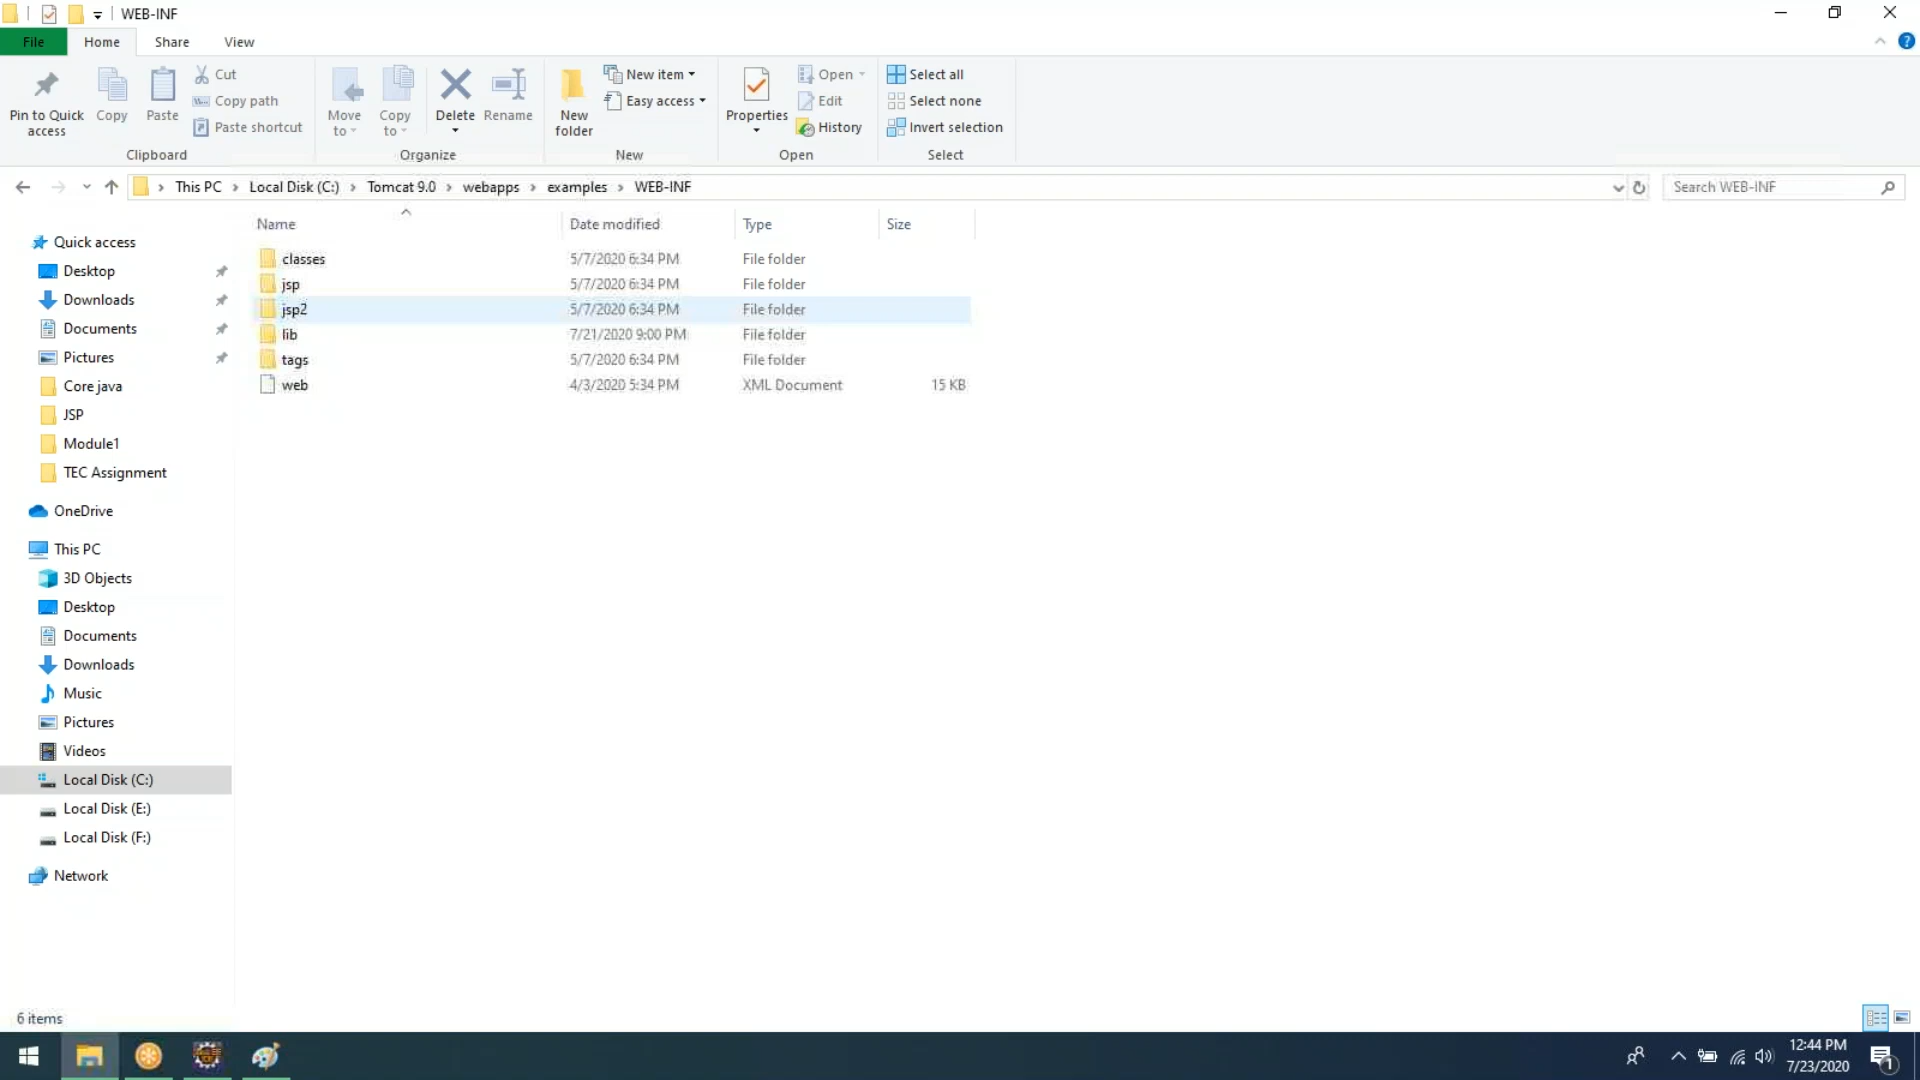 WEB-INF
File Home Share View
Pin to Quick access
Copy
Paste
Cut
Copy path
Paste shortcut
Clipboard
Move to
Copy to
Delete
Rename
Organize
New folder
New item
Easy access
New
Properties
Open
Edit
History
Open
Select all
Select none
Invert selection
Select
This PC > Local Disk (C:) > Tomcat 9.0 > webapps > examples > WEB-INF
Search WEB-INF
Name Date modified Type Size
classes 5/7/2020 6:34 PM File folder
jsp 5/7/2020 6:34 PM File folder
jsp2 5/7/2020 6:34 PM File folder
lib 7/21/2020 9:00 PM File folder
tags 5/7/2020 6:34 PM File folder
web 4/3/2020 5:34 PM XML Document 15 KB
Quick access
Desktop
Downloads
Documents
Pictures
Core java
JSP
Module1
TEC Assignment
OneDrive
This PC
3D Objects
Desktop
Documents
Downloads
Music
Pictures
Videos
Local Disk (C:)
Local Disk (E:)
Local Disk (F:)
Network
6 items
12:44 PM
7/23/2020
1